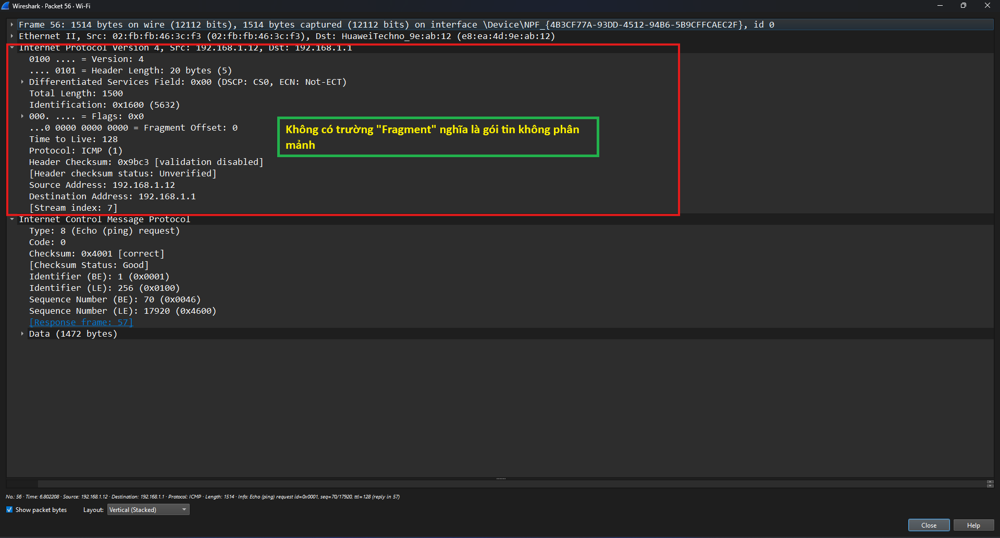 Wireshark · Packet 56 · Wi-Fi
Frame 56: 1514 bytes on wire (12112 bits), 1514 bytes captured (12112 bits) on interface \Device\NPF_{4B3CF77A-93DD-4512-94B6-5B9CFFCAEC2F}, id 0
Ethernet II, Src: 02:fb:fb:46:3c:f3 (02:fb:fb:46:3c:f3), Dst: HuaweiTechno_9e:ab:12 (e8:ea:4d:9e:ab:12)
Internet Protocol Version 4, Src: 192.168.1.12, Dst: 192.168.1.1
0100 .... = Version: 4
.... 0101 = Header Length: 20 bytes (5)
Differentiated Services Field: 0x00 (DSCP: CS0, ECN: Not-ECT)
Total Length: 1500
Identification: 0x1600 (5632)
000. .... = Flags: 0x0
...0 0000 0000 0000 = Fragment Offset: 0
Time to Live: 128
Protocol: ICMP (1)
Header Checksum: 0x9bc3 [validation disabled]
[Header checksum status: Unverified]
Source Address: 192.168.1.12
Destination Address: 192.168.1.1
[Stream index: 7]
Không có trường "Fragment" nghĩa là gói tin không phân
mảnh
Internet Control Message Protocol
Type: 8 (Echo (ping) request)
Code: 0
Checksum: 0x4001 [correct]
[Checksum Status: Good]
Identifier (BE): 1 (0x0001)
Identifier (LE): 256 (0x0100)
Sequence Number (BE): 70 (0x0046)
Sequence Number (LE): 17920 (0x4600)
[Response frame: 57]
Data (1472 bytes)
No.: 56 · Time: 6.802208 · Source: 192.168.1.12 · Destination: 192.168.1.1 · Protocol: ICMP · Length: 1514 · Info: Echo (ping) request id=0x0001, seq=70/17920, ttl=128 (reply in 57)
Show packet bytes
Layout: Vertical (Stacked)
Close
Help